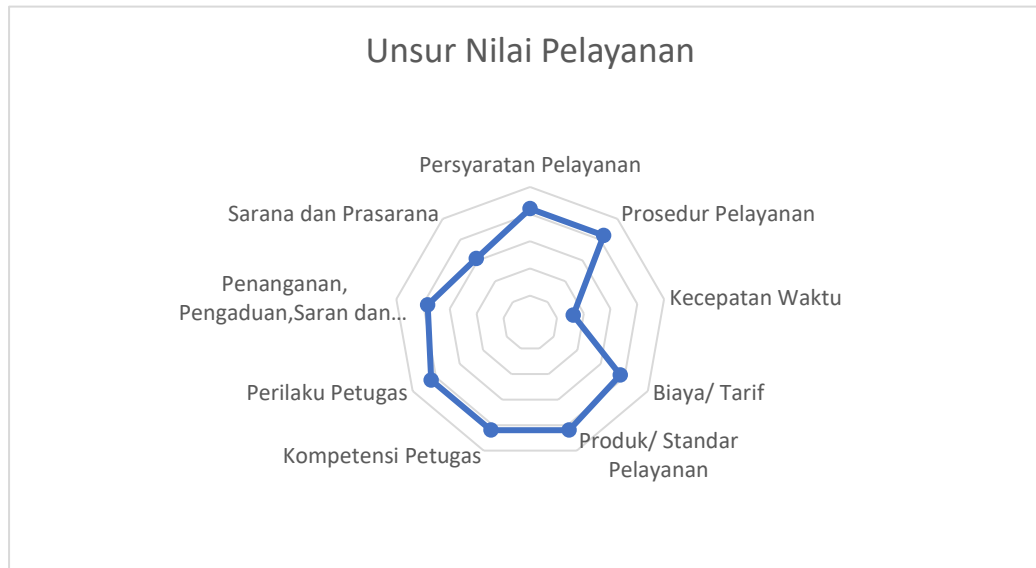 Unsur Nilai Pelayanan
Persyaratan Pelayanan
Prosedur Pelayanan
Kecepatan Waktu
Biaya/ Tarif
Produk/ Standar
Pelayanan
Kompetensi Petugas
Perilaku Petugas
Penanganan,
Pengaduan,Saran dan...
Sarana dan Prasarana